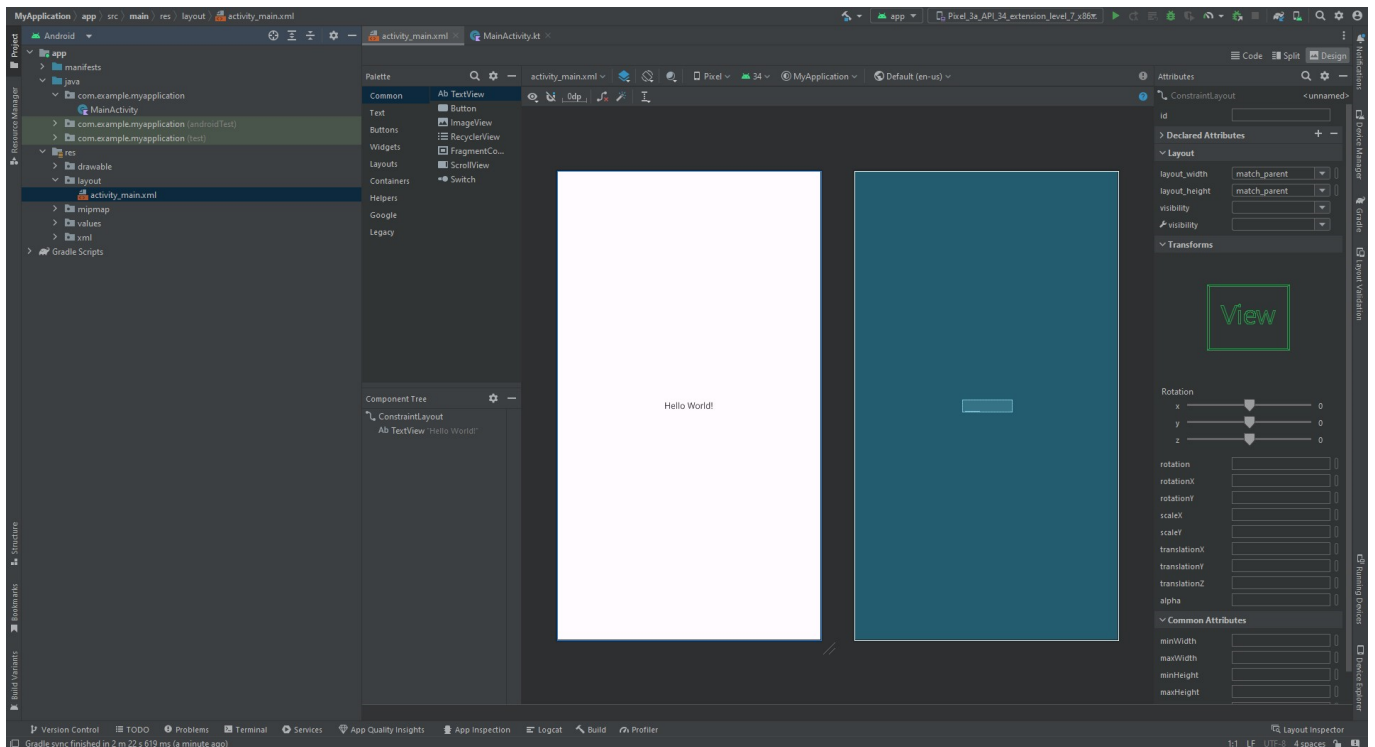 MyApplication app src main res layout activity_main.xml
app
Pixel_3a_API_34_extension_level_7_x86
Android
activity_main.xml
MainActivity.kt
Code Split Design
Project
Resource Manager
Structure
Bookmarks
Build Variants
app
manifests
java
com.example.myapplication
MainActivity
com.example.myapplication (androidTest)
com.example.myapplication (test)
res
drawable
layout
activity_main.xml
mipmap
values
xml
Gradle Scripts
Palette
Common
Text
Buttons
Widgets
Layouts
Containers
Helpers
Google
Legacy
Ab TextView
Button
ImageView
RecyclerView
FragmentCo...
ScrollView
Switch
Component Tree
ConstraintLayout
Ab TextView "Hello World!"
activity_main.xml Pixel 34 MyApplication Default (en-us)
0dp
Hello World!
Attributes
ConstraintLayout <unnamed>
id
Declared Attributes
Layout
layout_width match_parent
layout_height match_parent
visibility
visibility
Transforms
View
Rotation
x 0
y 0
z 0
rotation
rotationX
rotationY
scaleX
scaleY
translationX
translationY
translationZ
alpha
Common Attributes
minWidth
maxWidth
minHeight
maxHeight
Notifications
Device Manager
Gradle
Layout Validation
Running Devices
Device Explorer
Version Control TODO Problems Terminal Services App Quality Insights App Inspection Logcat Build Profiler
Layout Inspector
Gradle sync finished in 2 m 22 s 619 ms (a minute ago)
1:1 LF UTF-8 4 spaces